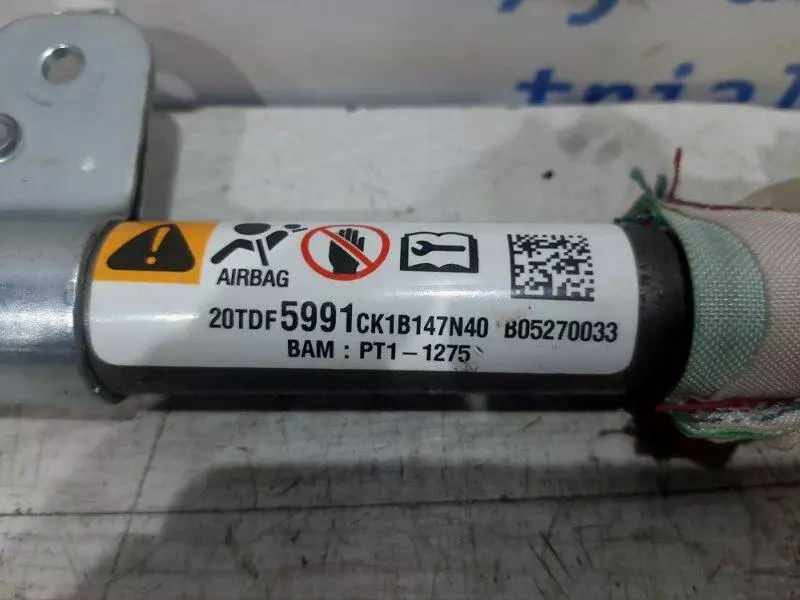 AIRBAG
20TDF5991CK1B147N40 B05270033
BAM : PT1-1275